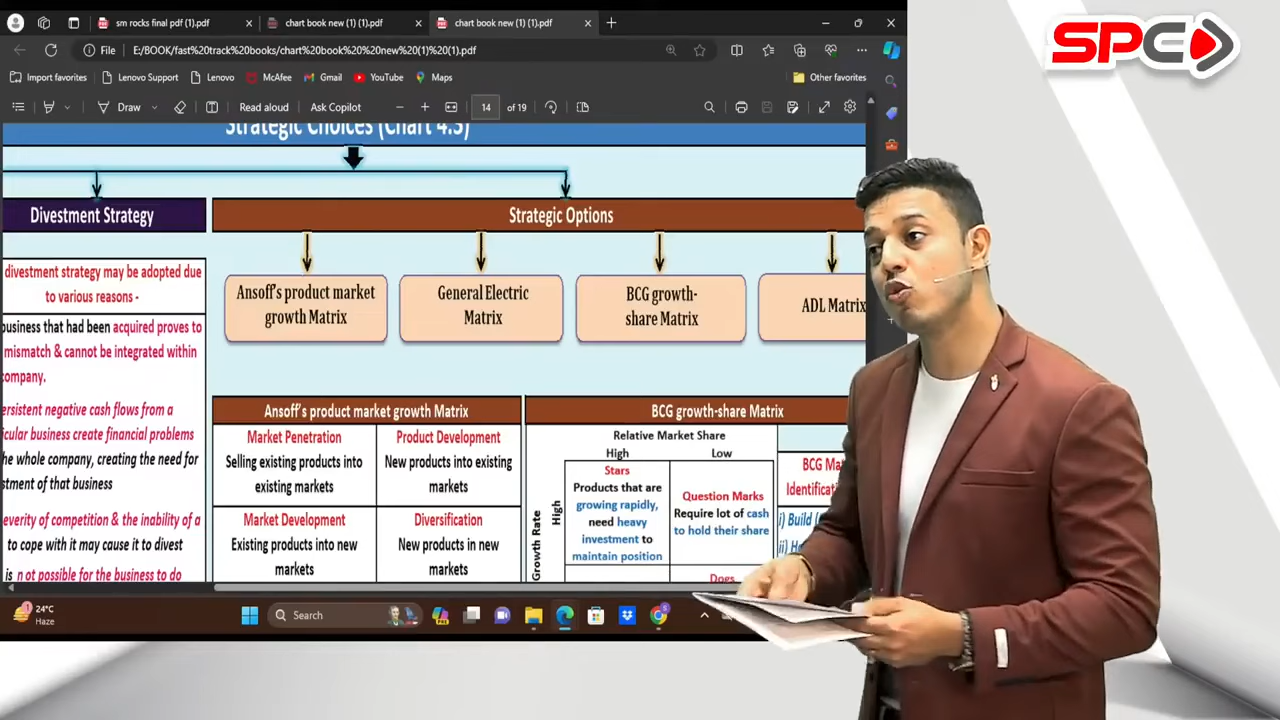 sm rocks final pdf (1).pdf
chart book new (1) (1).pdf
chart book new (1) (1).pdf
File
E:/BOOK/fast%20track%20books/chart%20book%20new%20(1)%20(1).pdf
Import favorites
Lenovo Support
Lenovo
McAfee
Gmail
YouTube
Maps
Other favorites
Draw
Read aloud
Ask Copilot
14
of 19
SPC
Strategic Choices (Chart 4.3)
Divestment Strategy
Strategic Options
divestment strategy may be adopted due
to various reasons -
business that had been acquired proves to
mismatch & cannot be integrated within
company.
ersistent negative cash flows from a
icular business create financial problems
he whole company, creating the need for
stment of that business
everity of competition & the inability of a
to cope with it may cause it to divest
is not possible for the business to do
Ansoff's product market
growth Matrix
General Electric
Matrix
BCG growth-
share Matrix
ADL Matrix
Ansoff's product market growth Matrix
Market Penetration
Selling existing products into
existing markets
Product Development
New products into existing
markets
Market Development
Existing products into new
markets
Diversification
New products in new
markets
BCG growth-share Matrix
Relative Market Share
High
Low
Growth Rate
High
Stars
Products that are
growing rapidly,
need heavy
investment to
maintain position
Question Marks
Require lot of cash
to hold their share
Dogs
BCG Ma
Identificati
i) Build
ii) H
24°C
Haze
Search